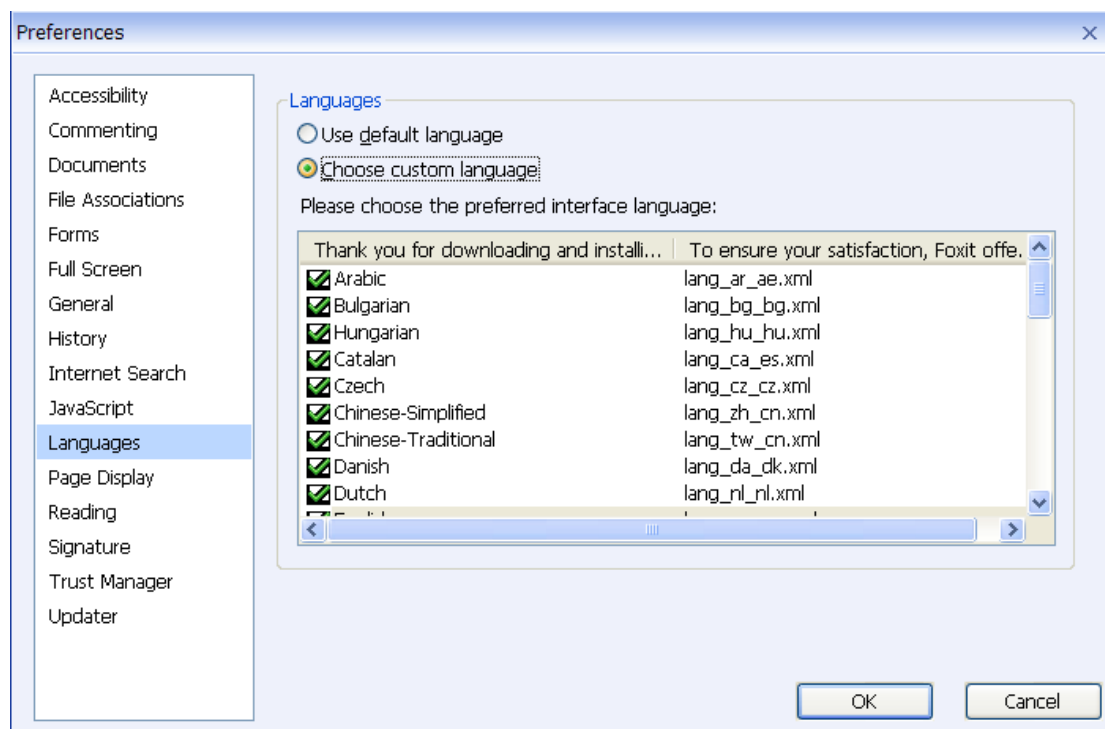 Preferences
Accessibility
Commenting
Documents
File Associations
Forms
Full Screen
General
History
Internet Search
JavaScript
Languages
Page Display
Reading
Signature
Trust Manager
Updater
Languages
Use default language
Choose custom language
Please choose the preferred interface language:
Thank you for downloading and installi... To ensure your satisfaction, Foxit offe.
Arabic lang_ar_ae.xml
Bulgarian lang_bg_bg.xml
Hungarian lang_hu_hu.xml
Catalan lang_ca_es.xml
Czech lang_cz_cz.xml
Chinese-Simplified lang_zh_cn.xml
Chinese-Traditional lang_tw_cn.xml
Danish lang_da_dk.xml
Dutch lang_nl_nl.xml
OK Cancel